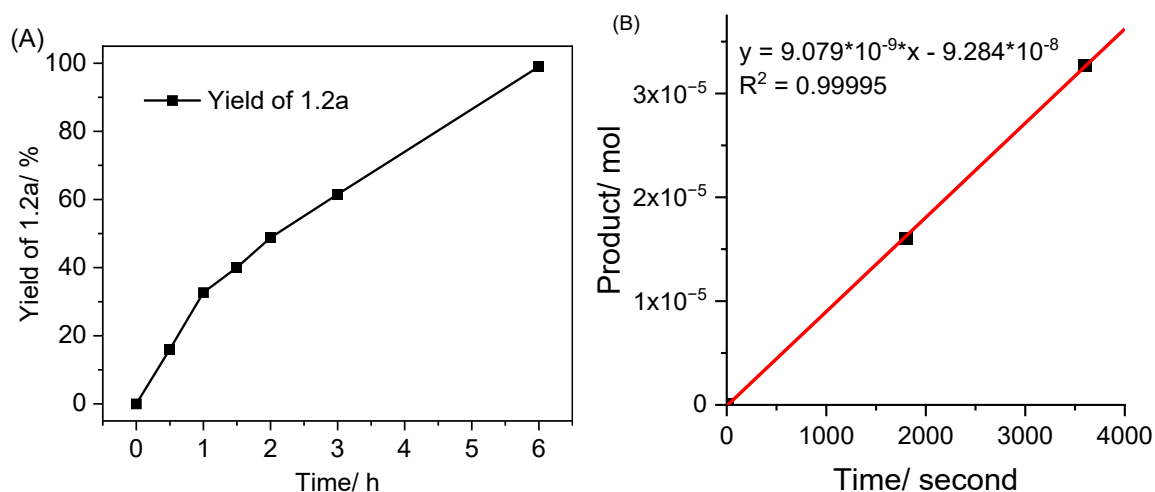 (A)
100
80
60
40
20
0
Yield of 1.2a/ %
Yield of 1.2a
0 1 2 3 4 5 6
Time/ h
(B)
y = 9.079*10⁻⁹*x - 9.284*10⁻⁸
R² = 0.99995
3x10⁻⁵
2x10⁻⁵
1x10⁻⁵
0
Product/ mol
0 1000 2000 3000 4000
Time/ second